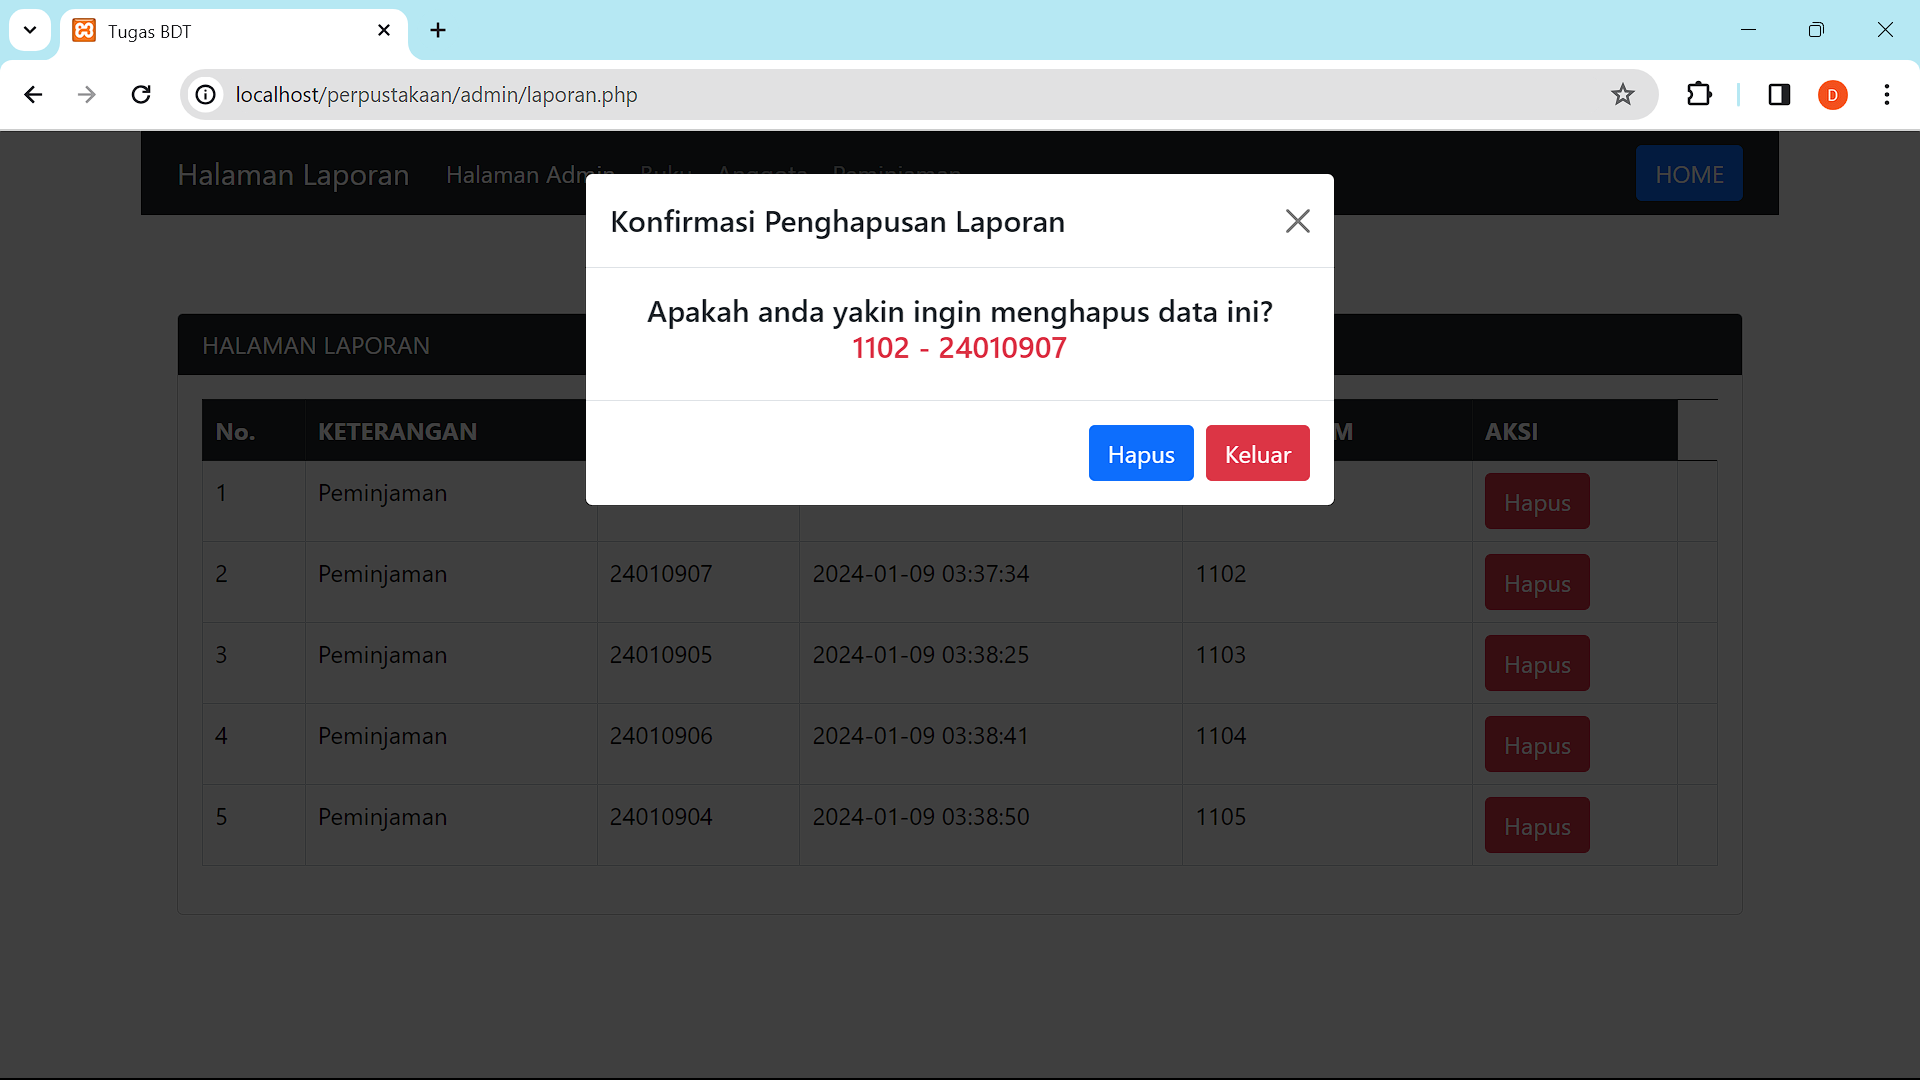 Tugas BDT
localhost/perpustakaan/admin/laporan.php
D
Halaman Laporan Halaman Admin Buku Anggota Peminjaman HOME
Konfirmasi Penghapusan Laporan
Apakah anda yakin ingin menghapus data ini?
1102 - 24010907
Hapus Keluar
HALAMAN LAPORAN
No. KETERANGAN AKSI
1 Peminjaman Hapus
2 Peminjaman 24010907 2024-01-09 03:37:34 1102 Hapus
3 Peminjaman 24010905 2024-01-09 03:38:25 1103 Hapus
4 Peminjaman 24010906 2024-01-09 03:38:41 1104 Hapus
5 Peminjaman 24010904 2024-01-09 03:38:50 1105 Hapus